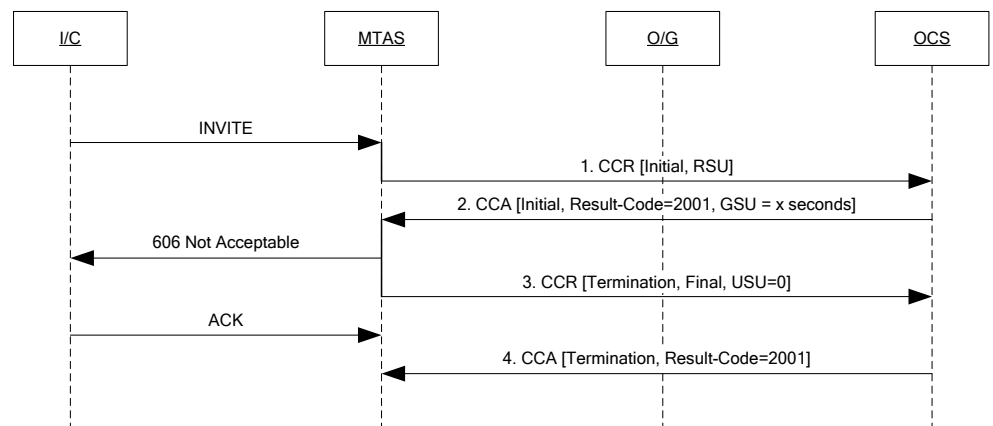 I/C
MTAS
O/G
OCS
INVITE
1. CCR [Initial, RSU]
2. CCA [Initial, Result-Code=2001, GSU = x seconds]
606 Not Acceptable
3. CCR [Termination, Final, USU=0]
ACK
4. CCA [Termination, Result-Code=2001]